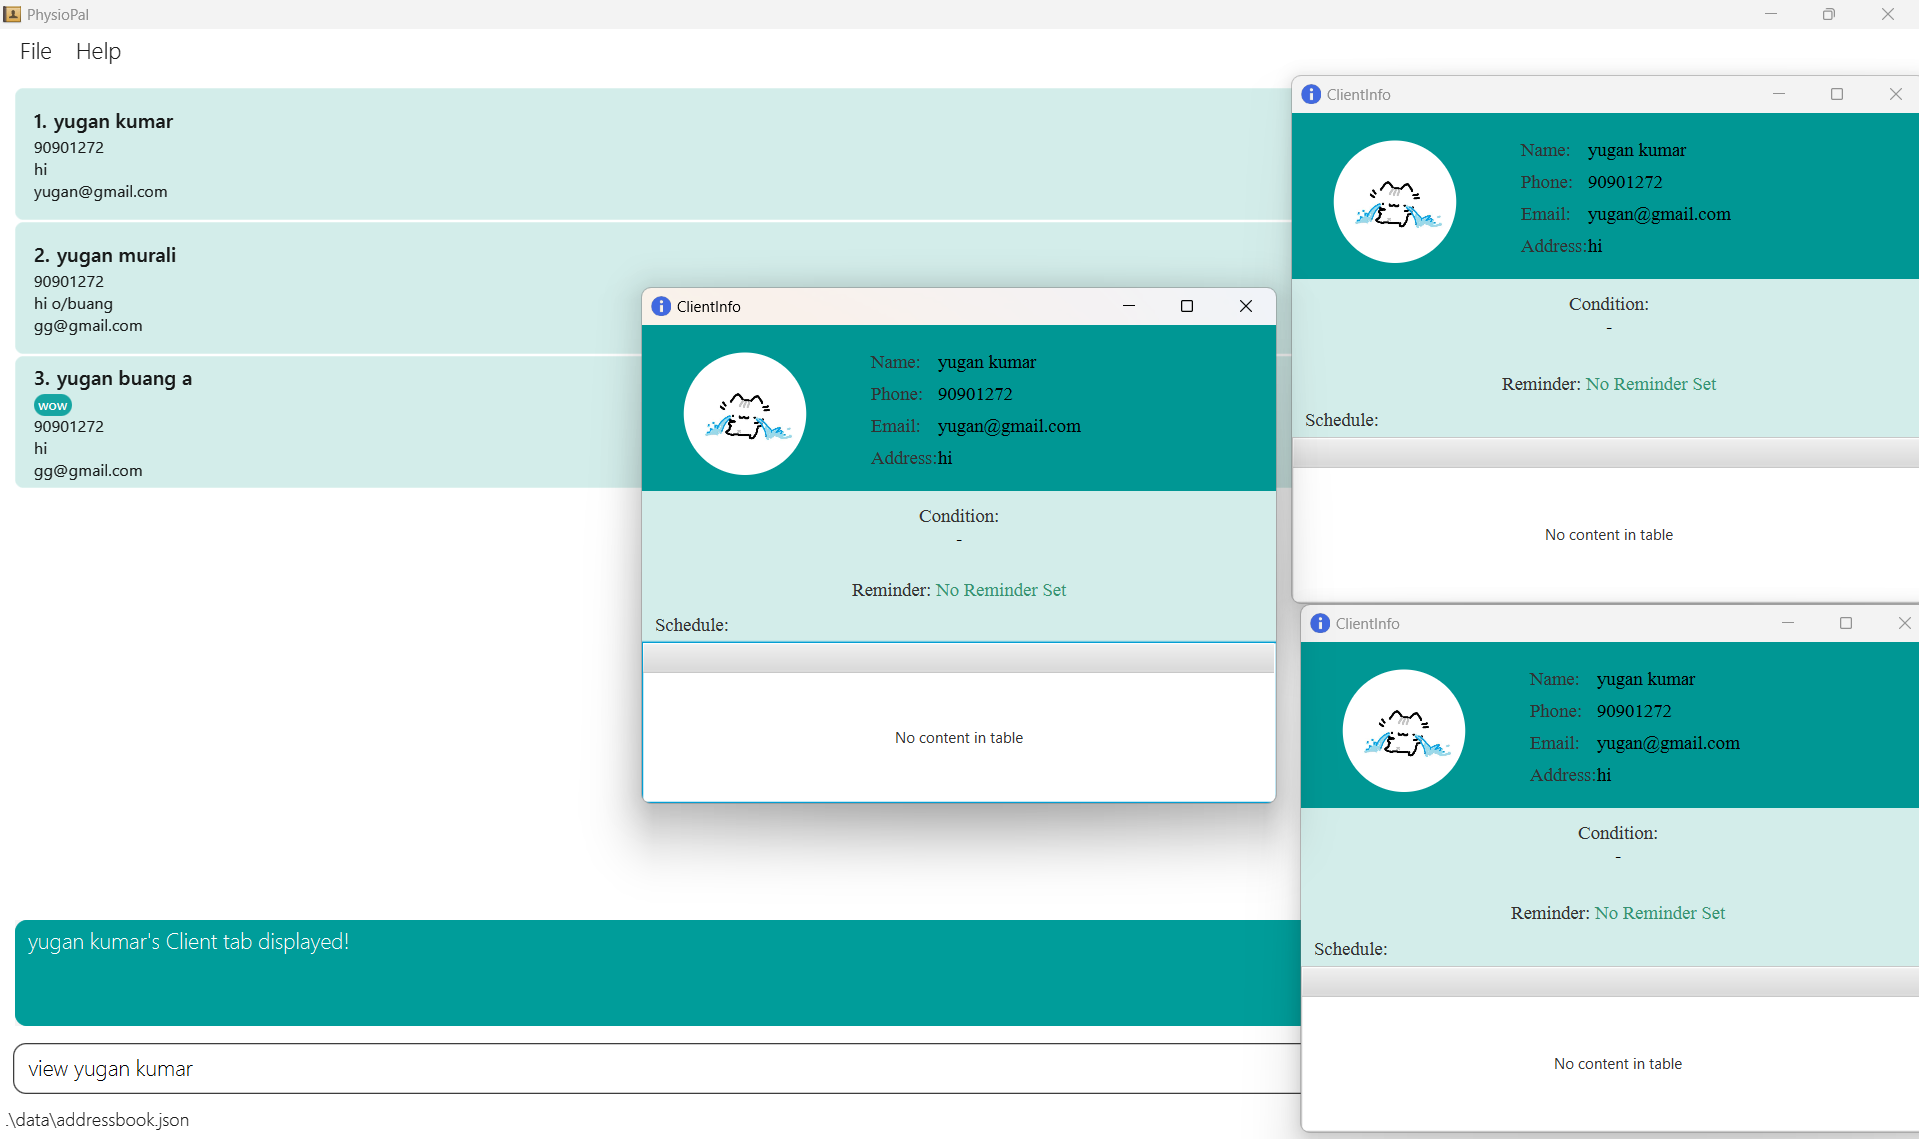 PhysioPal
File Help
1. yugan kumar
90901272
hi
yugan@gmail.com
2. yugan murali
90901272
hi o/buang
gg@gmail.com
3. yugan buang a
wow
90901272
hi
gg@gmail.com
ClientInfo
Name: yugan kumar
Phone: 90901272
Email: yugan@gmail.com
Address:hi
Condition:
-
Reminder: No Reminder Set
Schedule:
No content in table
ClientInfo
Name: yugan kumar
Phone: 90901272
Email: yugan@gmail.com
Address:hi
Condition:
-
Reminder: No Reminder Set
Schedule:
No content in table
ClientInfo
Name: yugan kumar
Phone: 90901272
Email: yugan@gmail.com
Address:hi
Condition:
-
Reminder: No Reminder Set
Schedule:
No content in table
yugan kumar's Client tab displayed!
view yugan kumar
.\data\addressbook.json